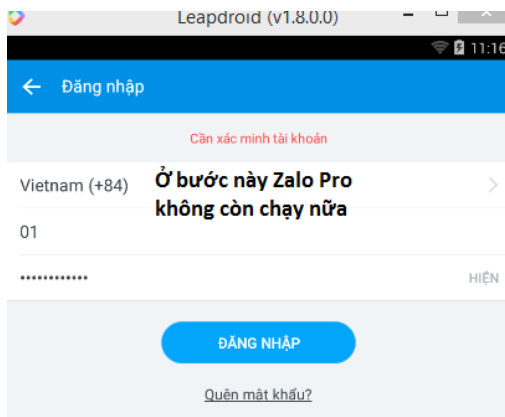 Leapdroid (v1.8.0.0)
11:16
Đăng nhập
Cần xác minh tài khoản
Vietnam (+84)
Ở bước này Zalo Pro
không còn chạy nữa
01
••••••••••••
HIỆN
ĐĂNG NHẬP
Quên mật khẩu?